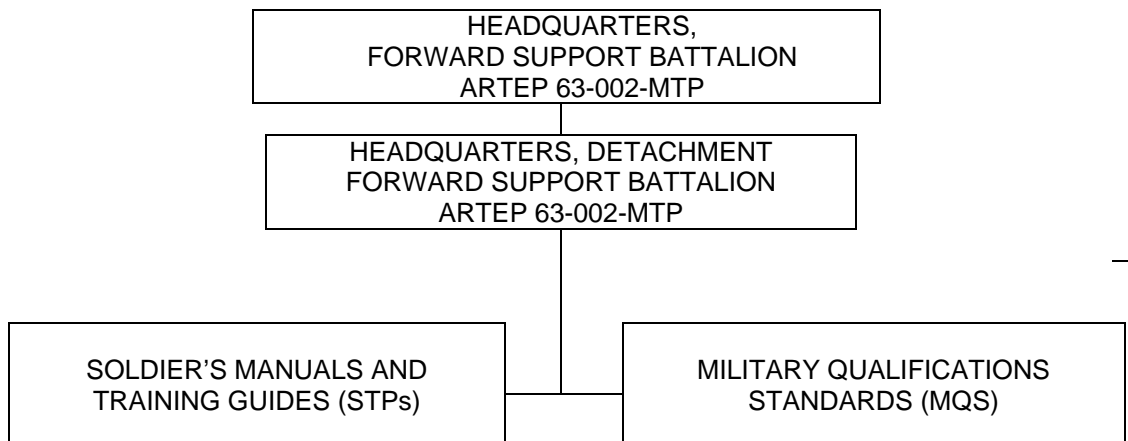 HEADQUARTERS,
FORWARD SUPPORT BATTALION
ARTEP 63-002-MTP
HEADQUARTERS, DETACHMENT
FORWARD SUPPORT BATTALION
ARTEP 63-002-MTP
SOLDIER'S MANUALS AND
TRAINING GUIDES (STPs)
MILITARY QUALIFICATIONS
STANDARDS (MQS)